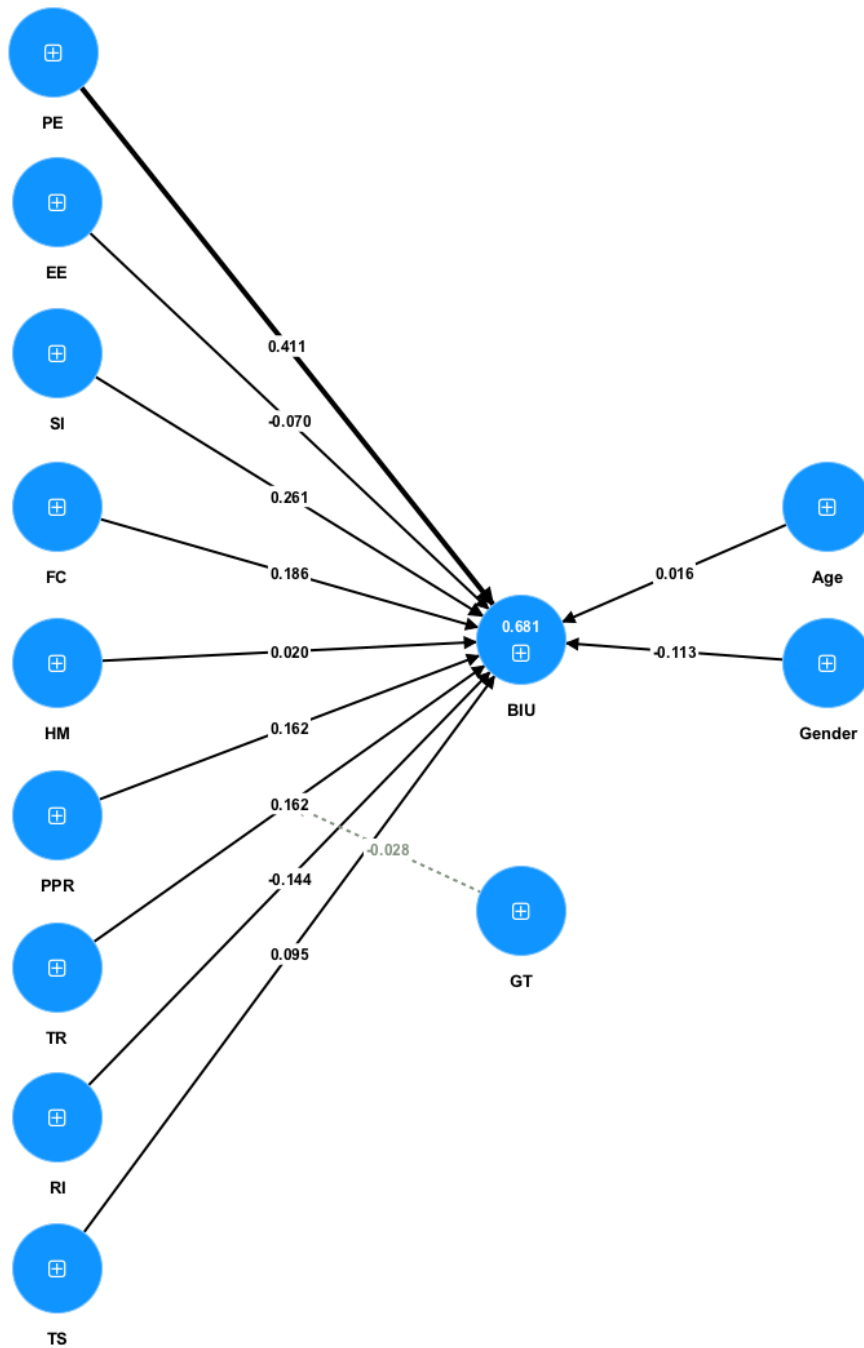 PE
EE
SI
FC
HM
PPR
TR
RI
TS
0.411
-0.070
0.261
0.186
0.020
0.162
0.162
-0.144
0.095
-0.028
0.681
BIU
GT
0.016
-0.113
Age
Gender